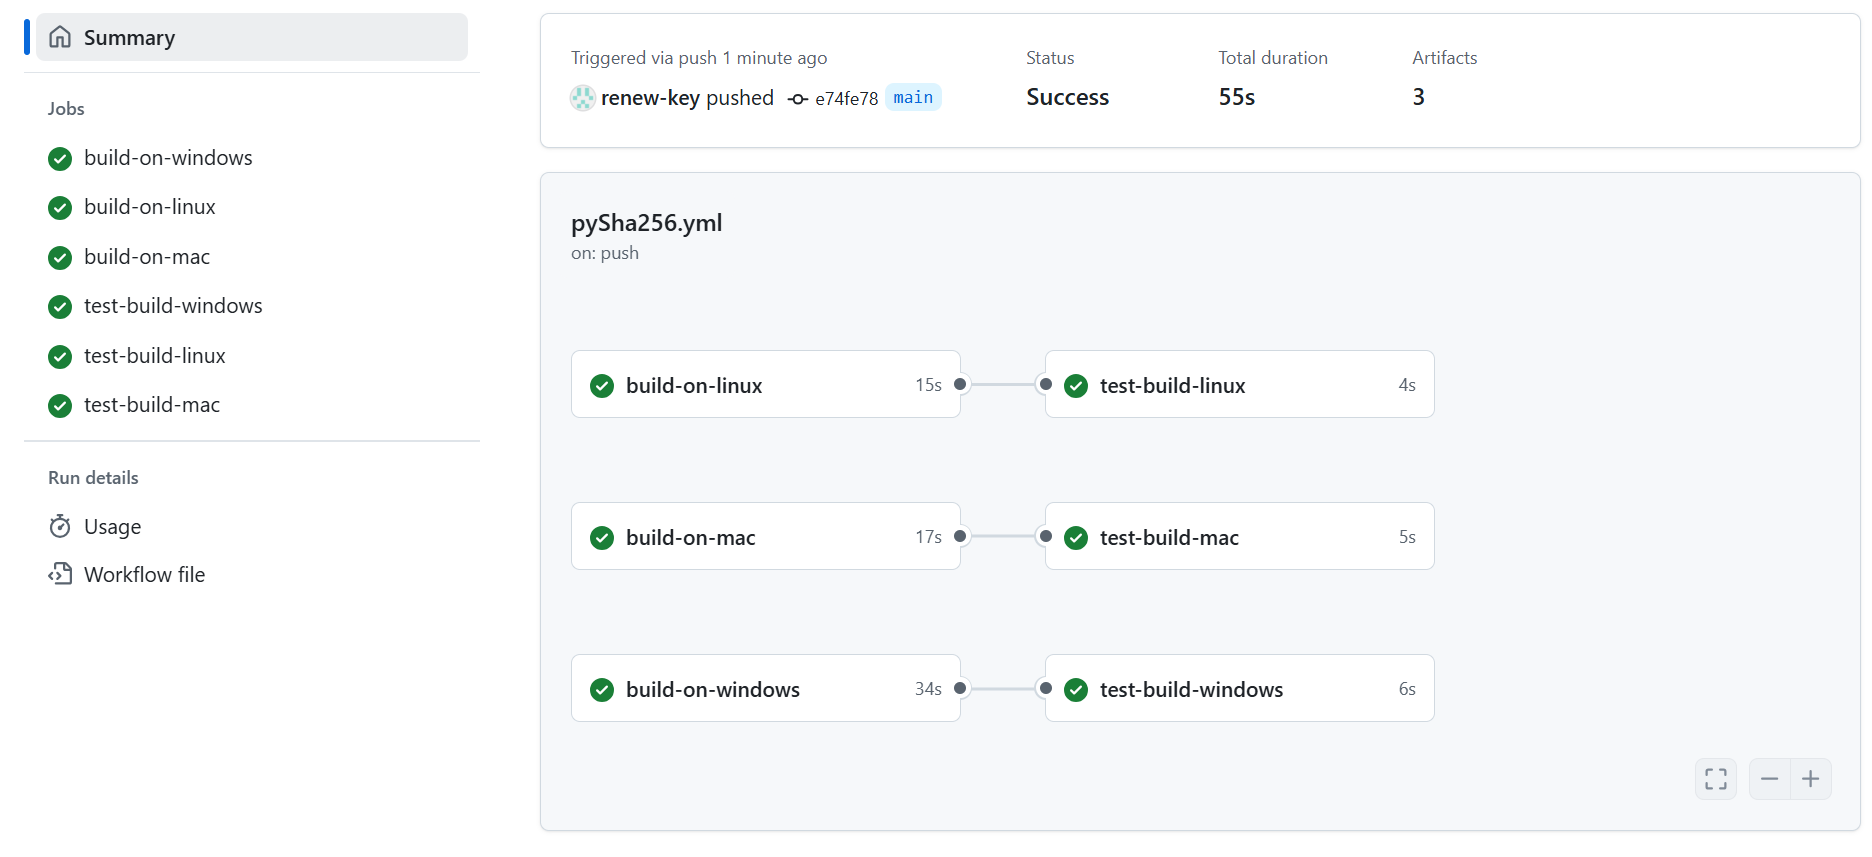 Summary
Jobs
build-on-windows
build-on-linux
build-on-mac
test-build-windows
test-build-linux
test-build-mac
Run details
Usage
Workflow file
Triggered via push 1 minute ago
renew-key pushed e74fe78 main
Status
Success
Total duration
55s
Artifacts
3
pySha256.yml
on: push
build-on-linux 15s
test-build-linux 4s
build-on-mac 17s
test-build-mac 5s
build-on-windows 34s
test-build-windows 6s